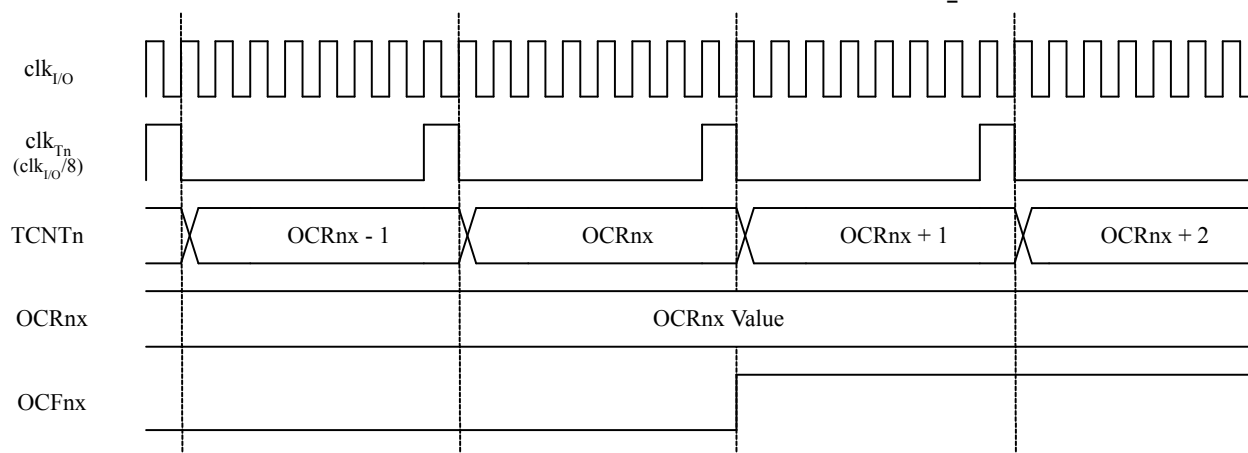 clkI/O
clkTn
(clkI/O/8)
TCNTn
OCRnx - 1
OCRnx
OCRnx + 1
OCRnx + 2
OCRnx
OCRnx Value
OCFnx